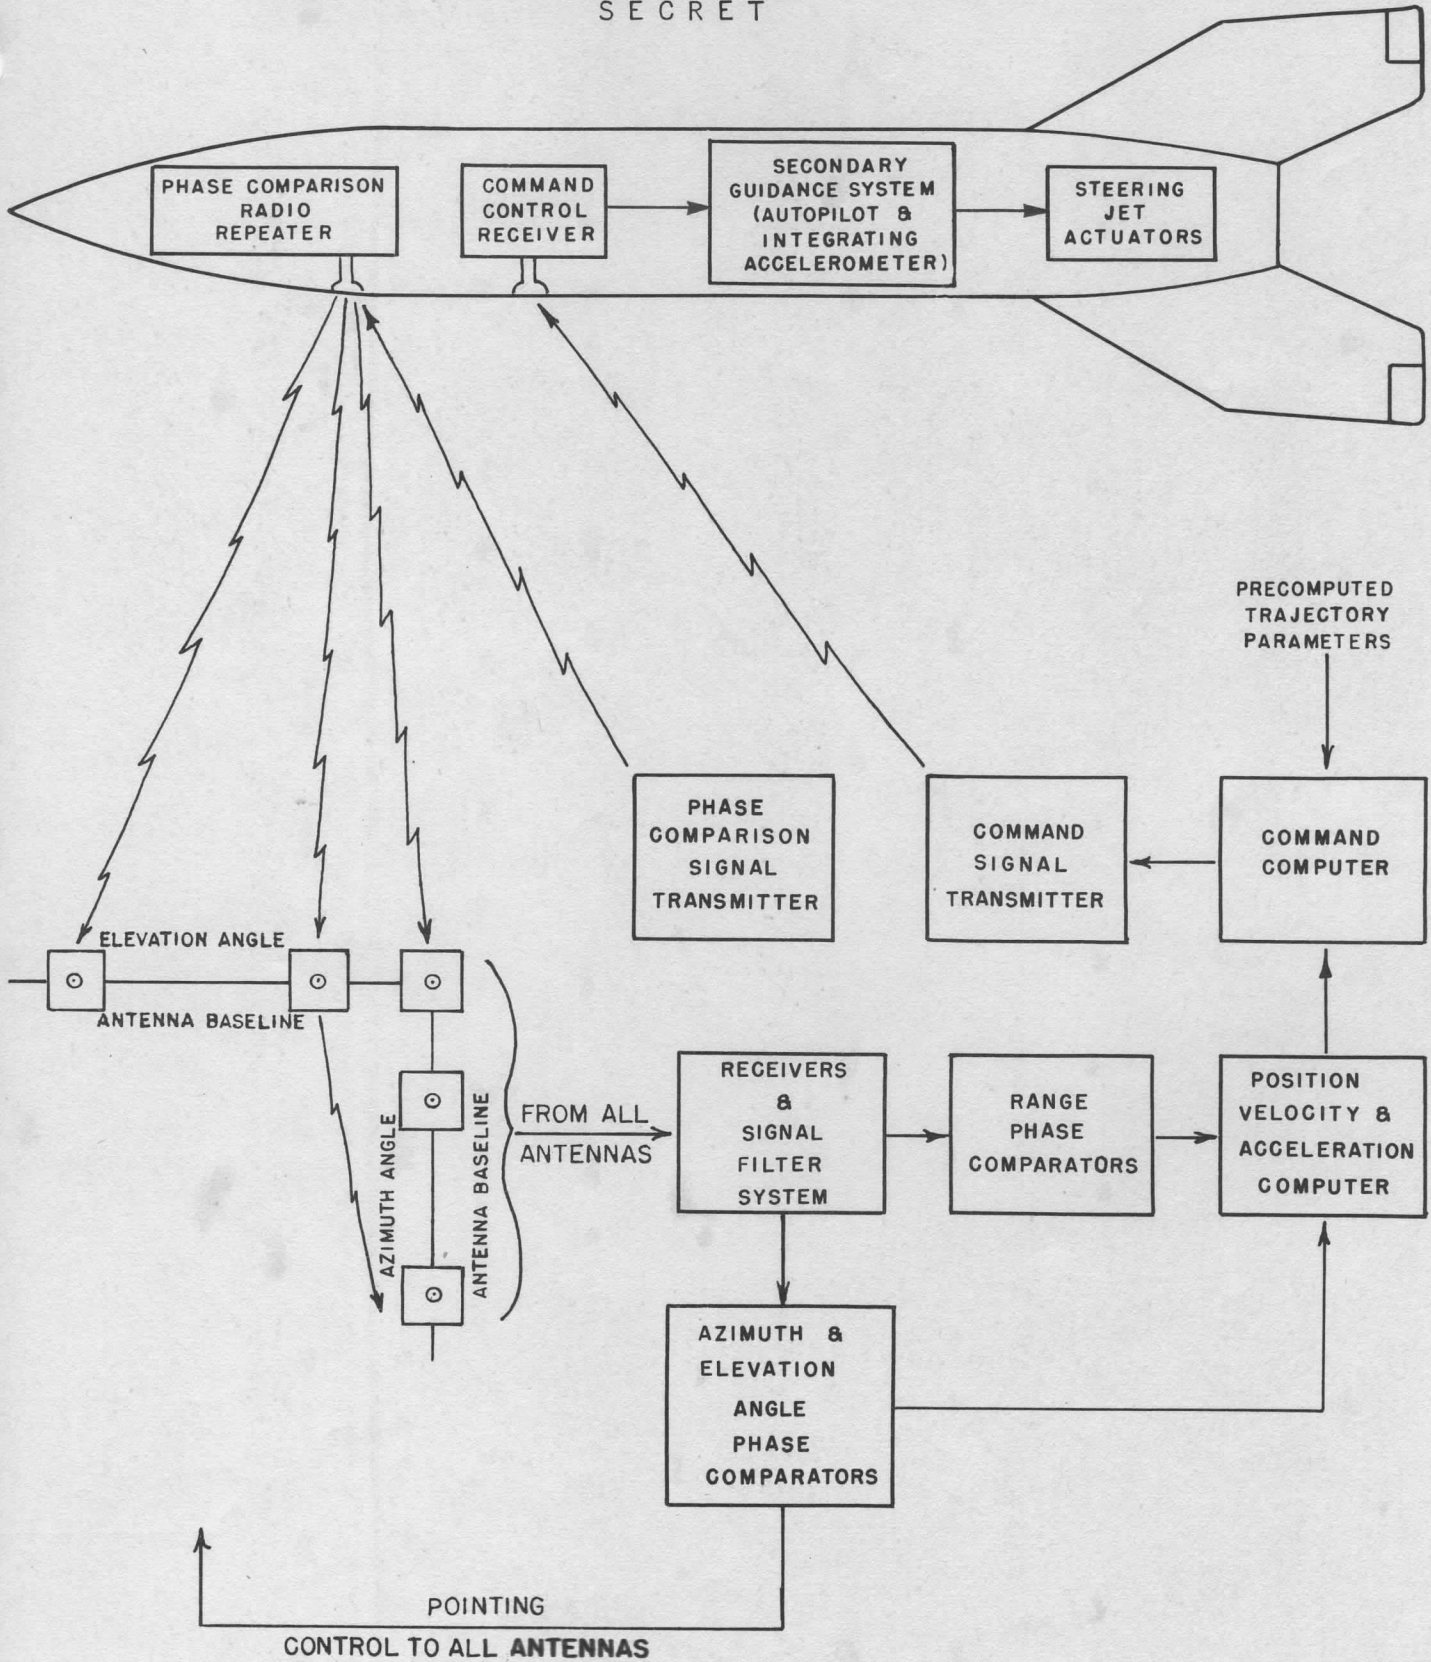 SECRET
PHASE COMPARISON
RADIO
REPEATER
COMMAND
CONTROL
RECEIVER
SECONDARY
GUIDANCE SYSTEM
(AUTOPILOT &
INTEGRATING
ACCELEROMETER)
STEERING
JET
ACTUATORS
PRECOMPUTED
TRAJECTORY
PARAMETERS
PHASE
COMPARISON
SIGNAL
TRANSMITTER
COMMAND
SIGNAL
TRANSMITTER
COMMAND
COMPUTER
ELEVATION ANGLE
ANTENNA BASELINE
AZIMUTH ANGLE
ANTENNA BASELINE
FROM ALL
ANTENNAS
RECEIVERS
&
SIGNAL
FILTER
SYSTEM
RANGE
PHASE
COMPARATORS
POSITION
VELOCITY &
ACCELERATION
COMPUTER
AZIMUTH &
ELEVATION
ANGLE
PHASE
COMPARATORS
POINTING
CONTROL TO ALL ANTENNAS